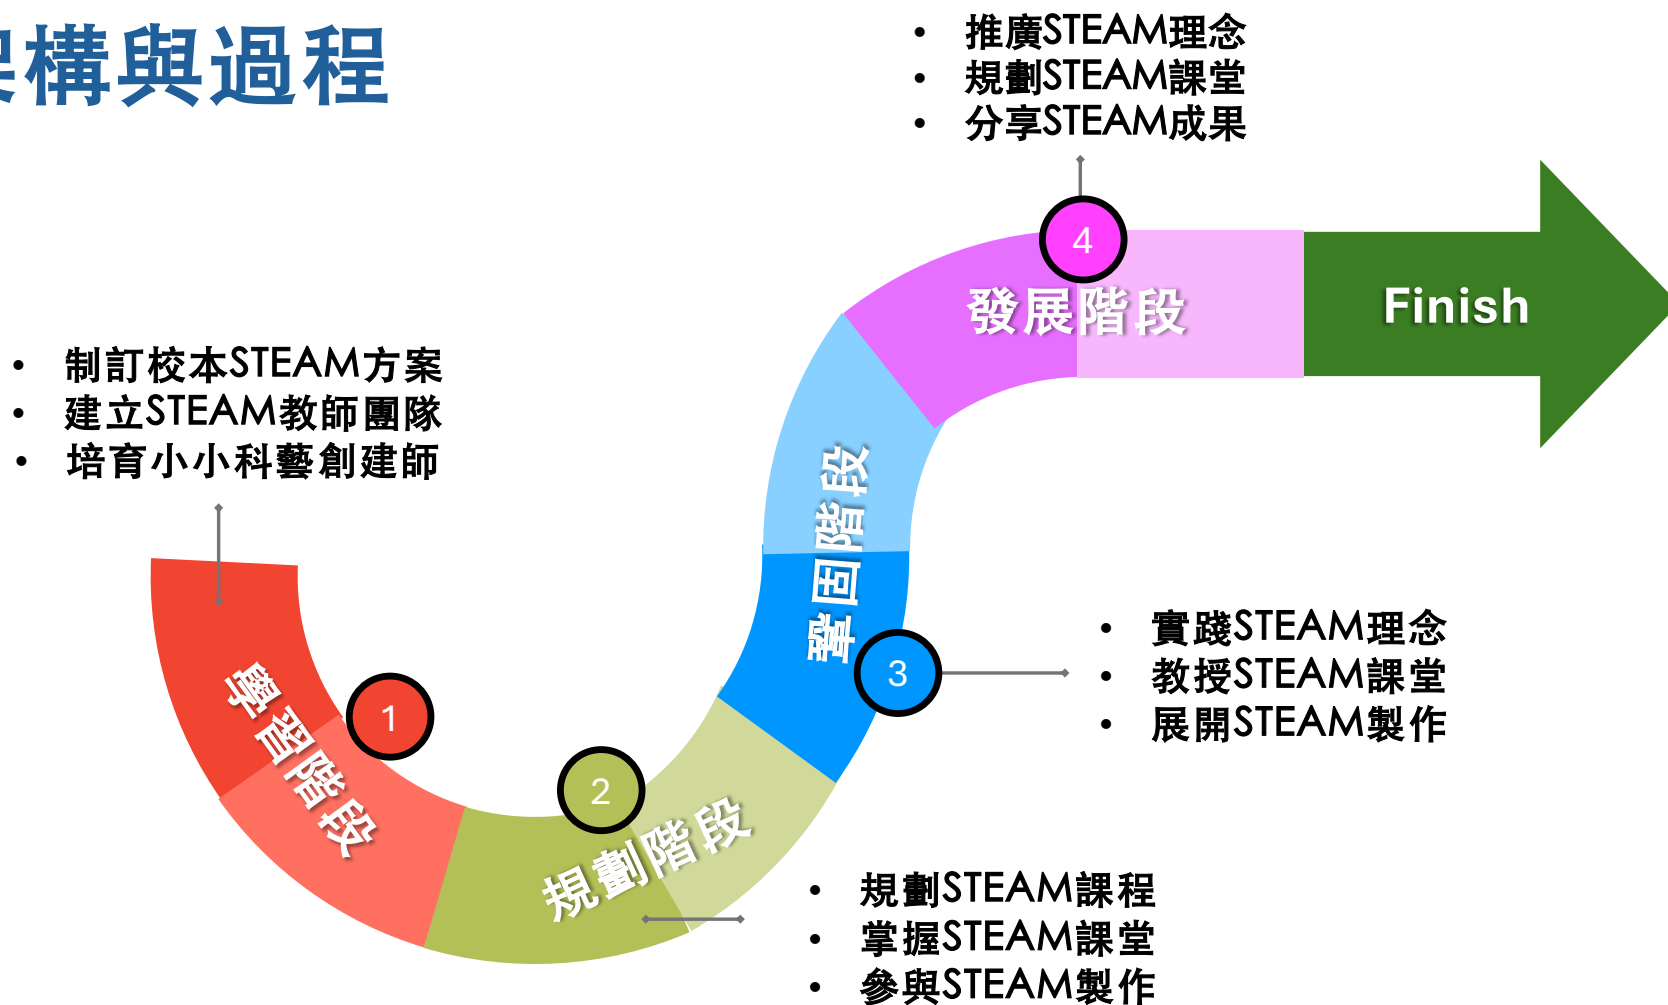 架構與過程
• 制訂校本STEAM方案
• 建立STEAM教師團隊
• 培育小小科藝創建師
1
學習階段
2
規劃階段
• 規劃STEAM課程
• 掌握STEAM課堂
• 參與STEAM製作
3
鞏固階段
• 實踐STEAM理念
• 教授STEAM課堂
• 展開STEAM製作
• 推廣STEAM理念
• 規劃STEAM課堂
• 分享STEAM成果
4
發展階段
Finish